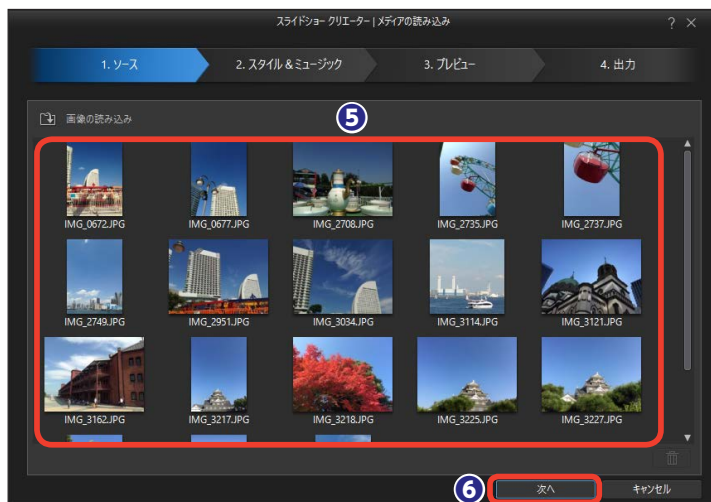 スライドショー クリエーター | メディアの読み込み
? ×
1. ソース
2. スタイル＆ミュージック
3. プレビュー
4. 出力
画像の読み込み
5
IMG_0672.JPG
IMG_0677.JPG
IMG_2708.JPG
IMG_2735.JPG
IMG_2737.JPG
IMG_2749.JPG
IMG_2951.JPG
IMG_3034.JPG
IMG_3114.JPG
IMG_3121.JPG
IMG_3162.JPG
IMG_3217.JPG
IMG_3218.JPG
IMG_3225.JPG
IMG_3227.JPG
6
次へ
キャンセル